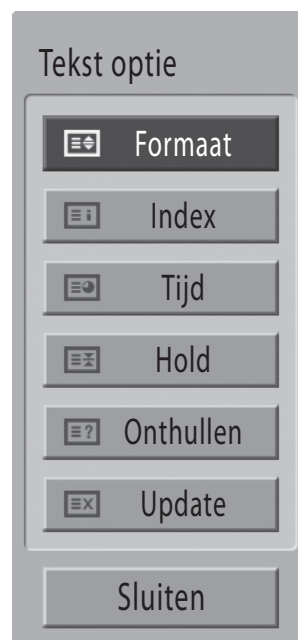 Tekst optie
Formaat
Index
Tijd
Hold
Onthullen
Update
Sluiten